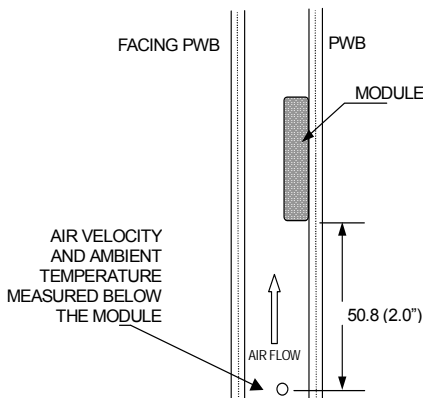 FACING PWB
PWB
MODULE
AIR VELOCITY
AND AMBIENT
TEMPERATURE
MEASURED BELOW
THE MODULE
50.8 (2.0")
AIR FLOW